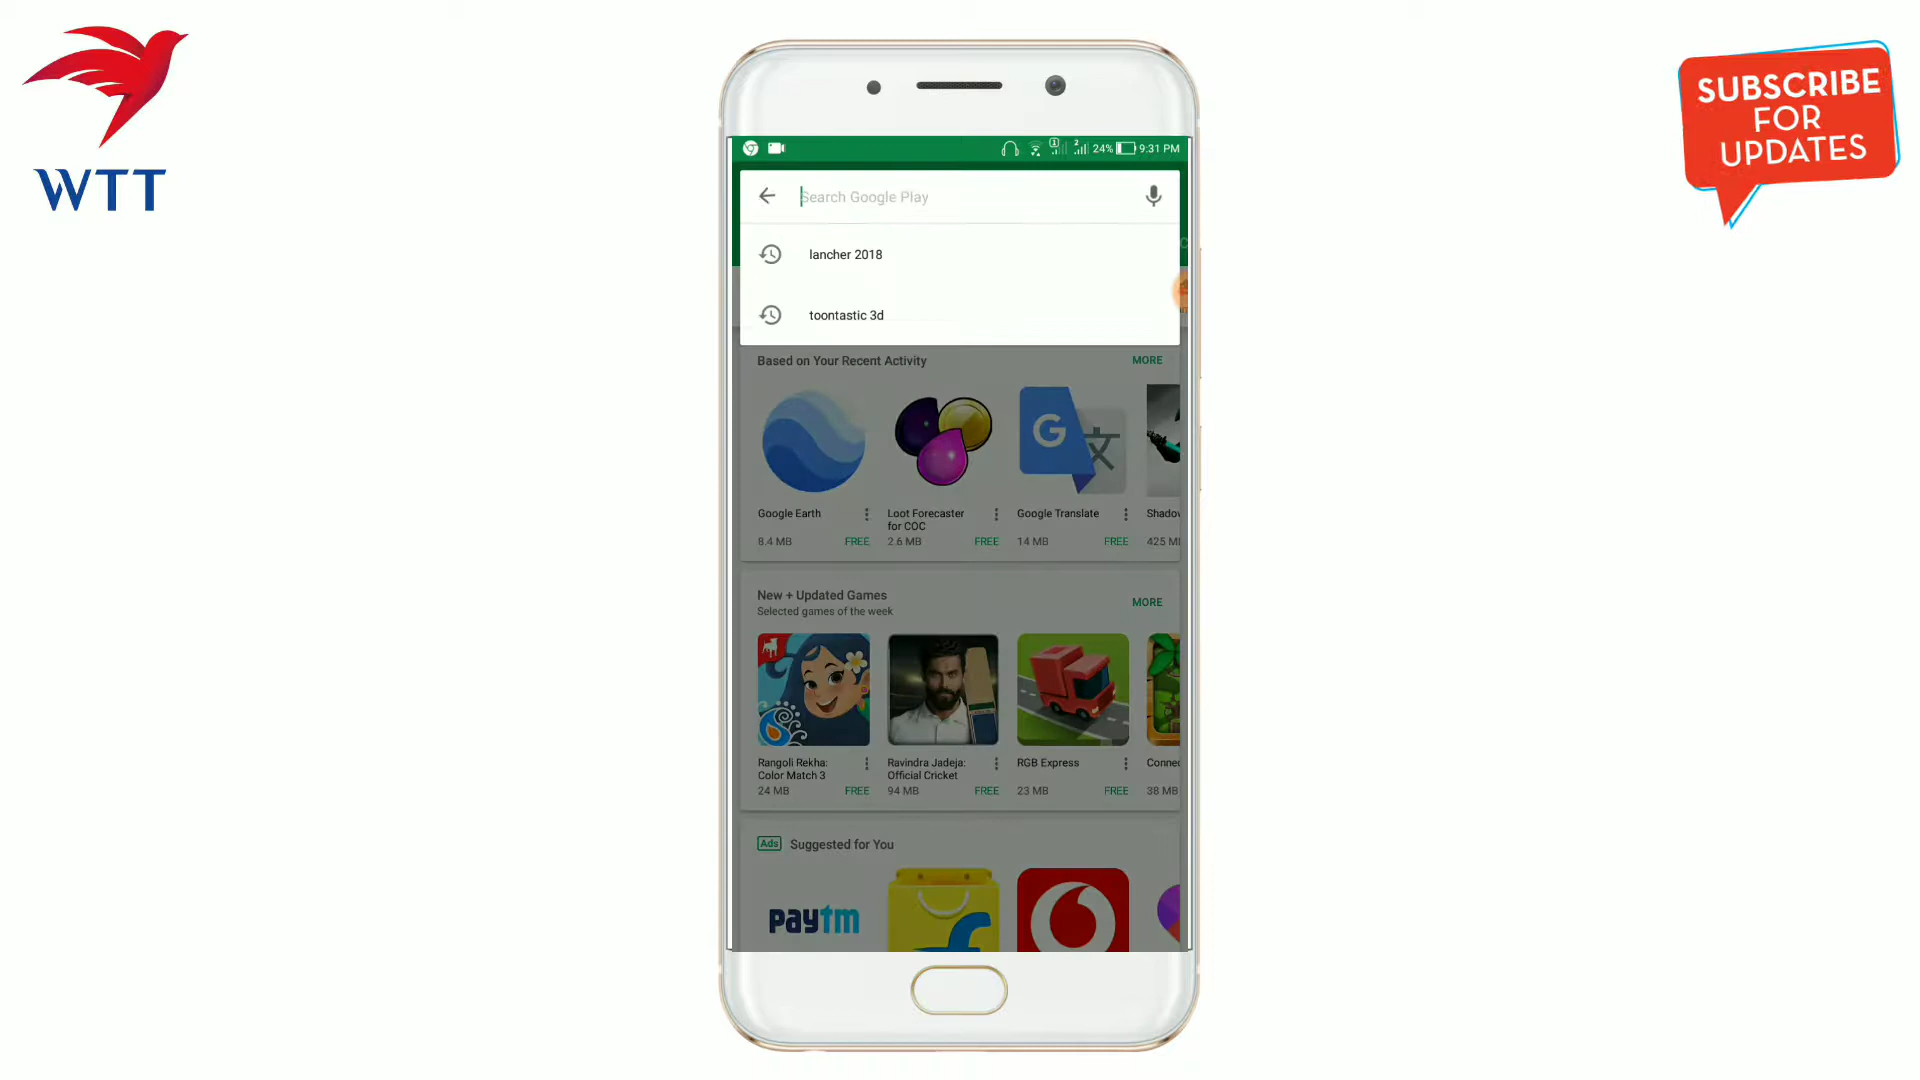 WTT
SUBSCRIBE
FOR
UPDATES
24% 9:31 PM
Search Google Play
lancher 2018
toontastic 3d
Based on Your Recent Activity MORE
Google Earth
8.4 MB FREE
Loot Forecaster
for COC
2.6 MB FREE
Google Translate
14 MB FREE
Shadow
425 MB
New + Updated Games MORE
Selected games of the week
Rangoli Rekha:
Color Match 3
24 MB FREE
Ravindra Jadeja:
Official Cricket
94 MB FREE
RGB Express
23 MB FREE
Connec
38 MB
Ads Suggested for You
paytm